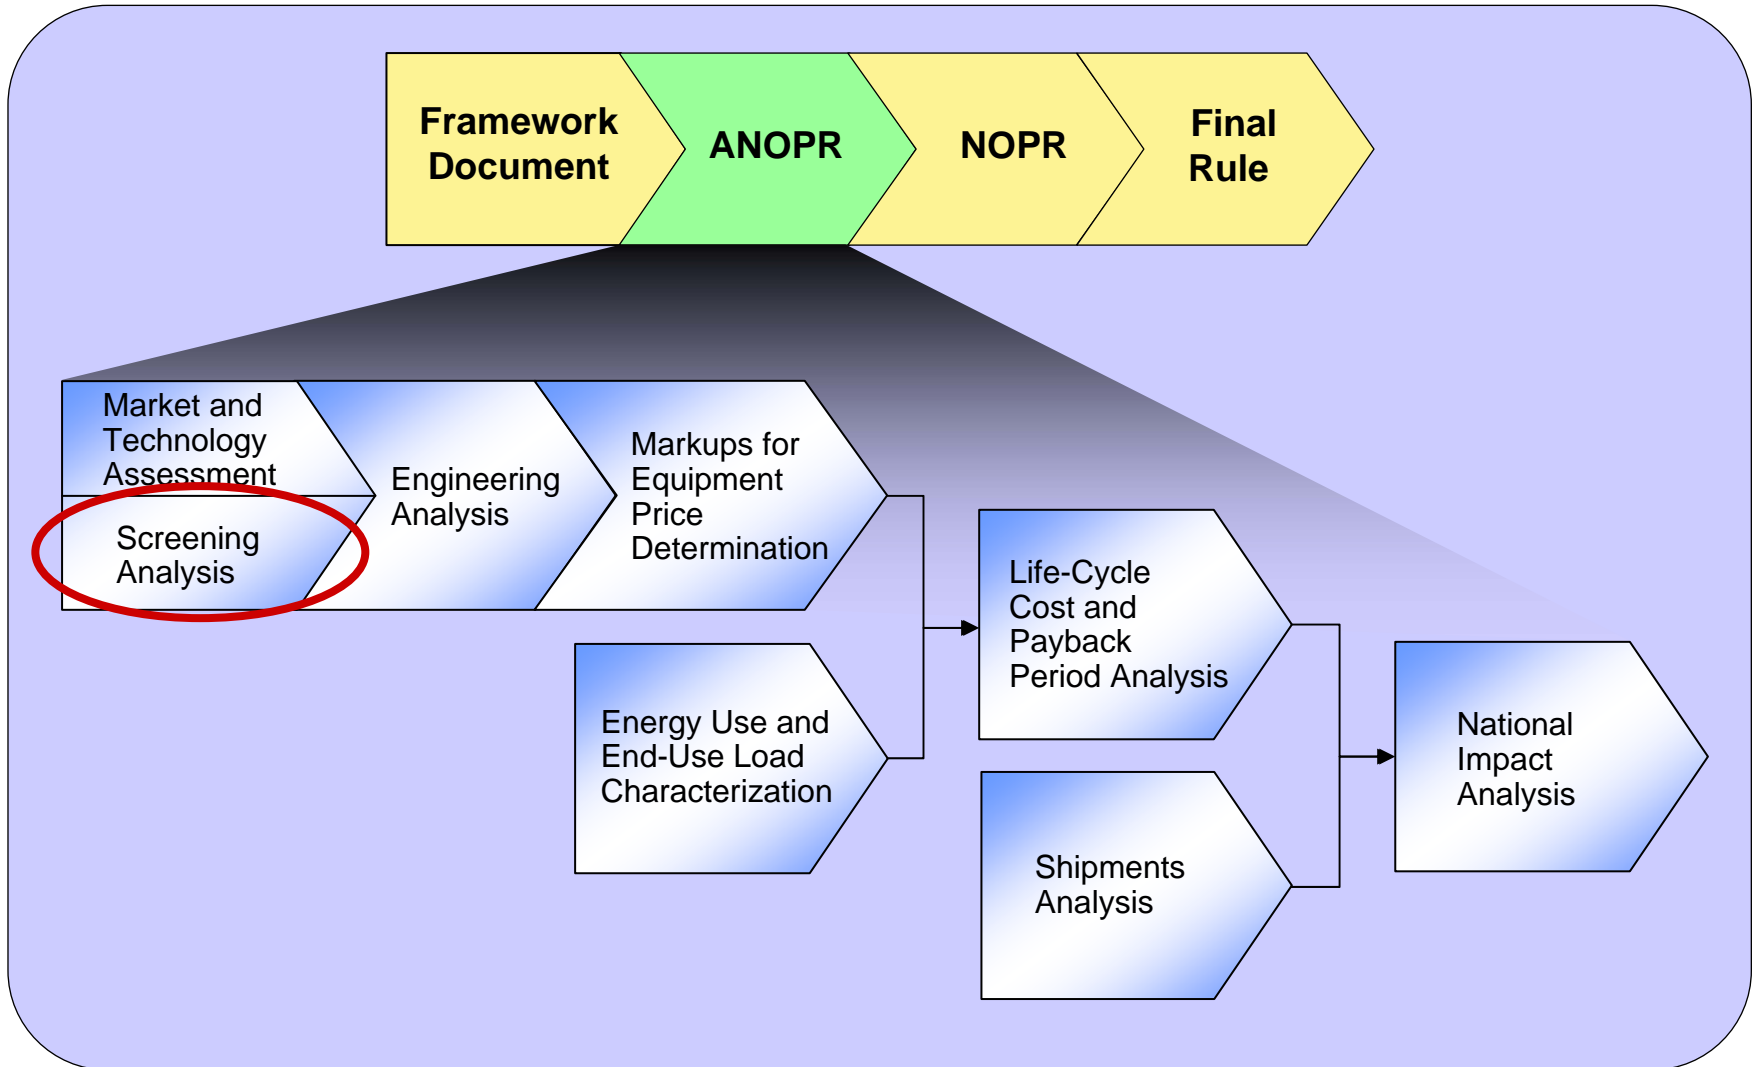 Framework
Document
ANOPR
NOPR
Final
Rule
Market and
Technology
Assessment
Screening
Analysis
Engineering
Analysis
Markups for
Equipment
Price
Determination
Energy Use and
End-Use Load
Characterization
Life-Cycle
Cost and
Payback
Period Analysis
Shipments
Analysis
National
Impact
Analysis